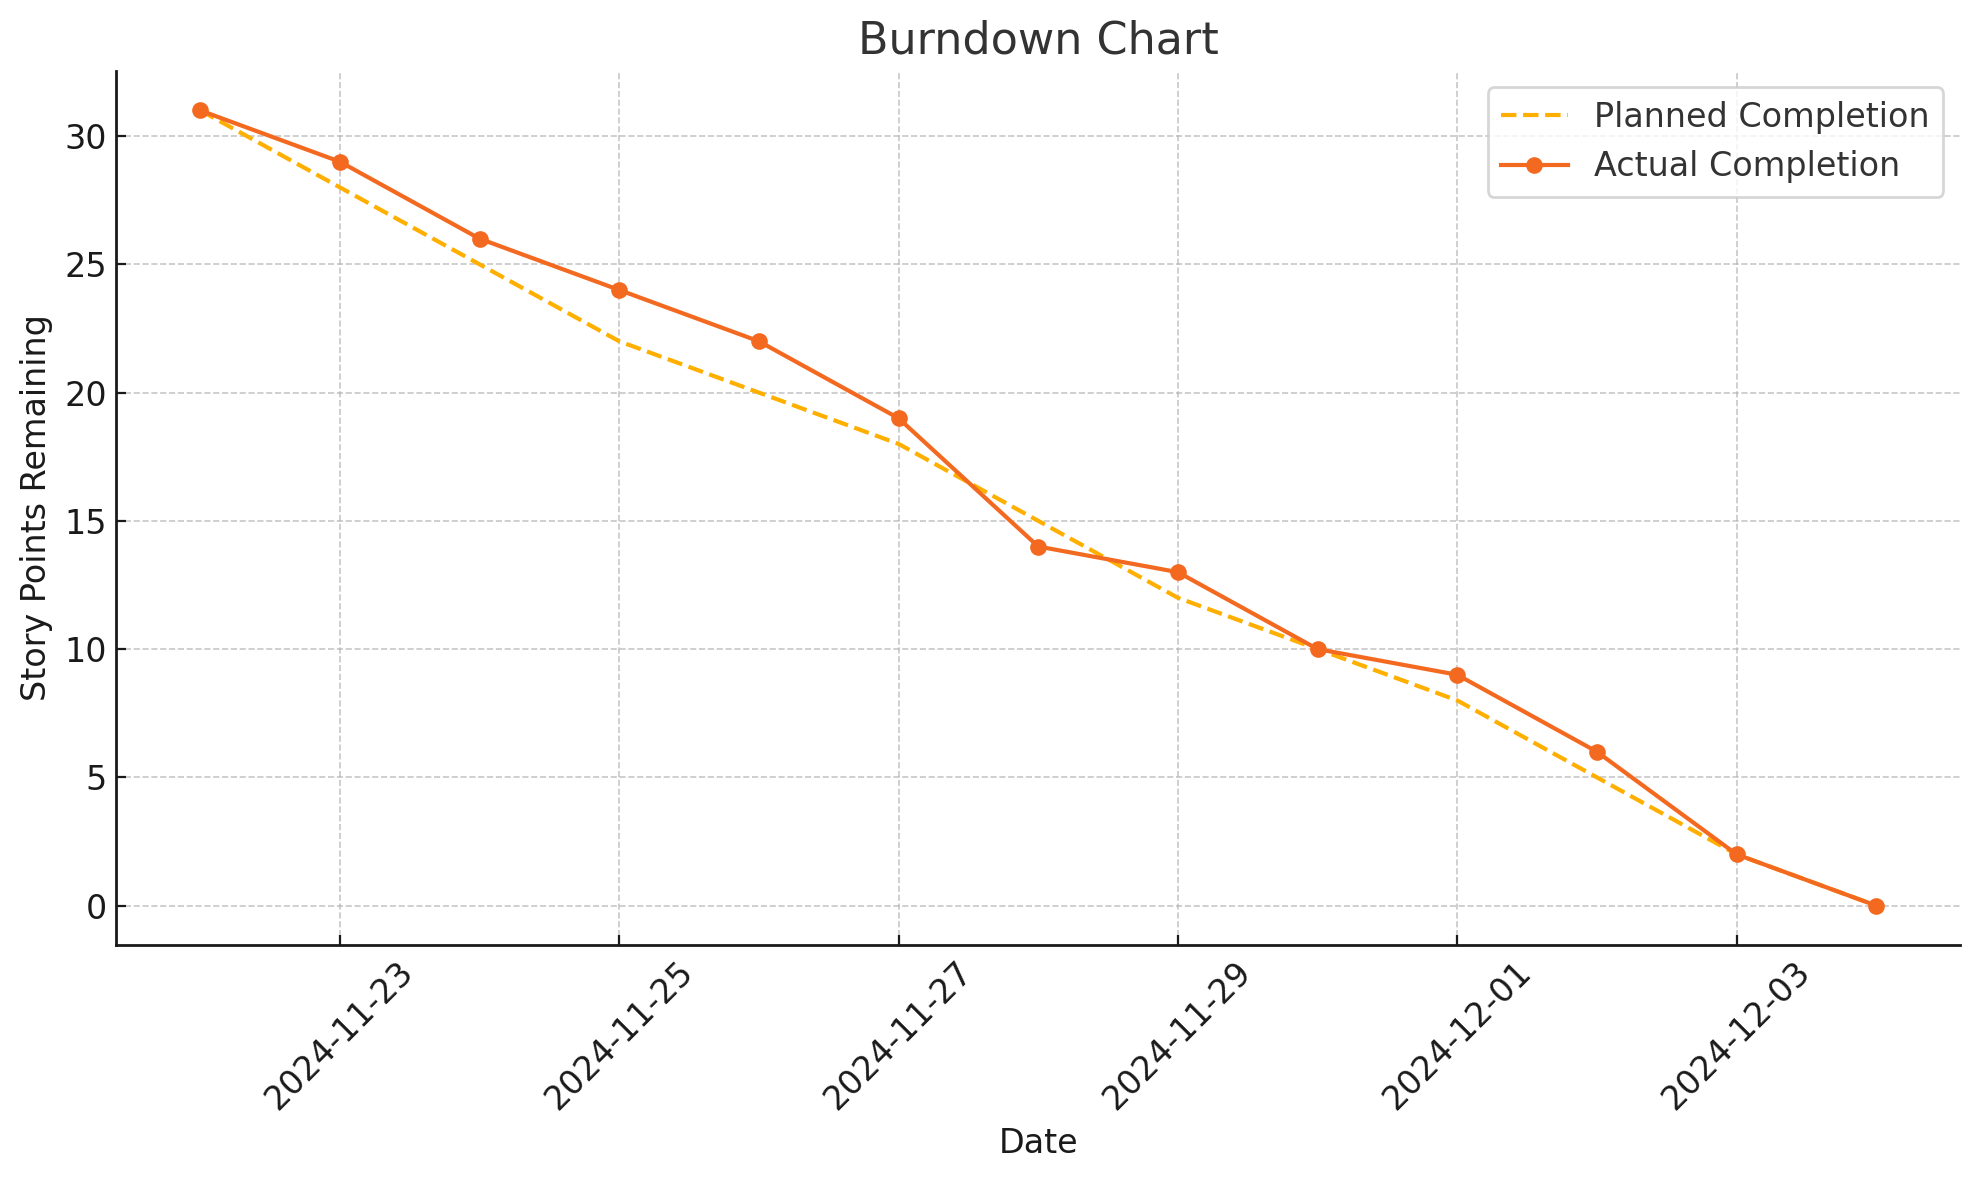 Burndown Chart
Planned Completion
Actual Completion
Story Points Remaining
30
25
20
15
10
5
0
2024-11-23
2024-11-25
2024-11-27
2024-11-29
2024-12-01
2024-12-03
Date